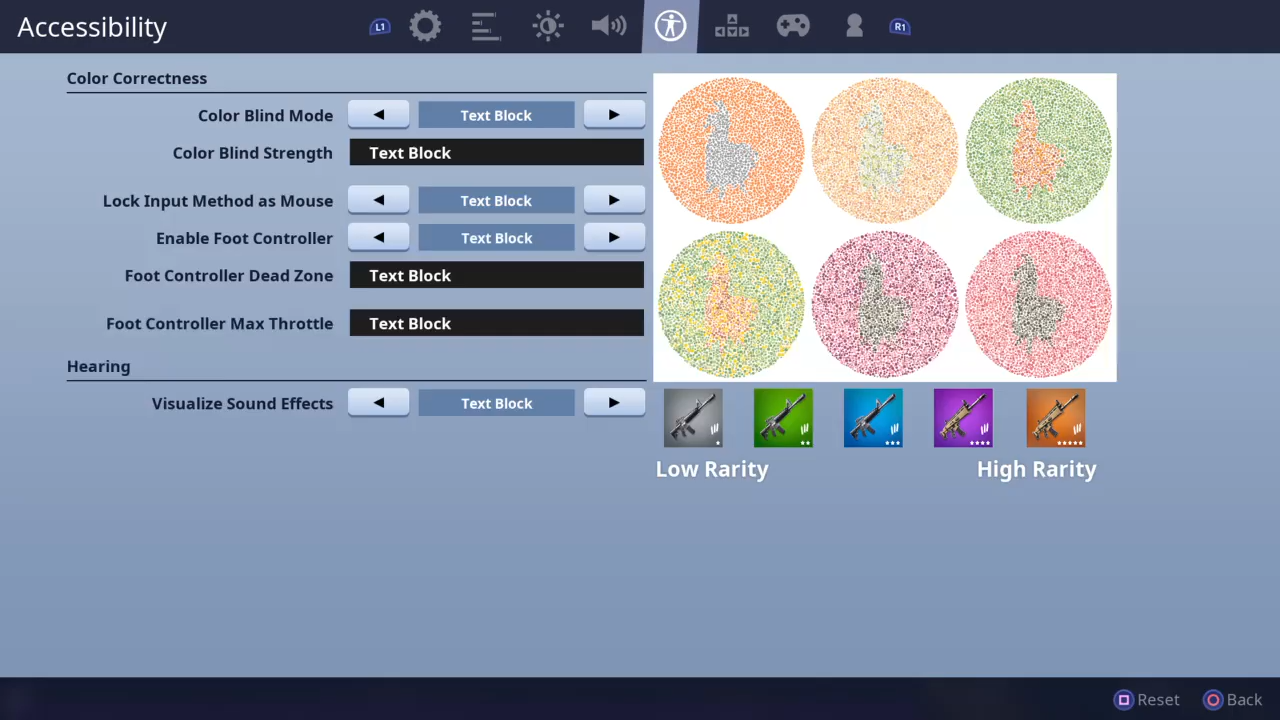 Accessibility
L1
R1
Color Correctness
Color Blind Mode
Text Block
Color Blind Strength
Text Block
Lock Input Method as Mouse
Text Block
Enable Foot Controller
Text Block
Foot Controller Dead Zone
Text Block
Foot Controller Max Throttle
Text Block
Hearing
Visualize Sound Effects
Text Block
Low Rarity
High Rarity
Reset
Back